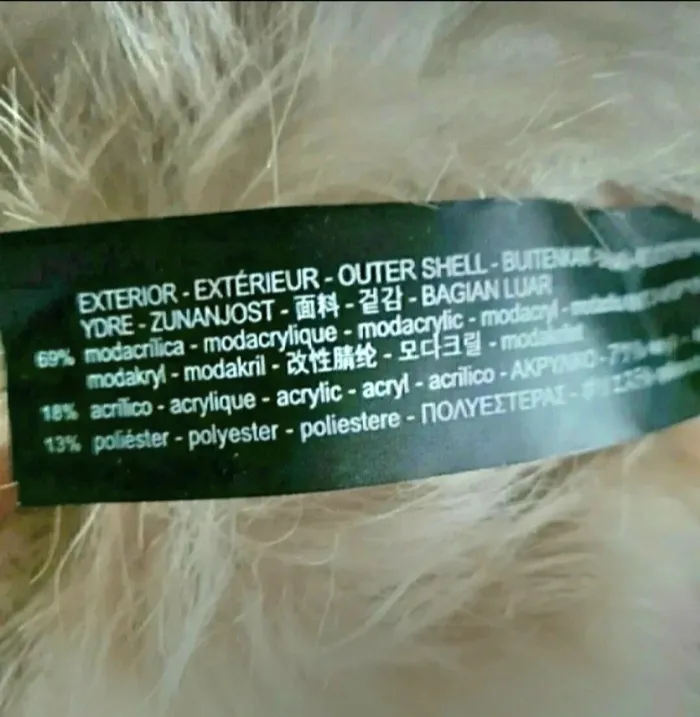 EXTERIOR - EXTÉRIEUR - OUTER SHELL - BUITENKANT
YDRE - ZUNANJOST - 面料 - 겉감 - BAGIAN LUAR
69% modacrílica - modacrylique - modacrylic - modacryl -
modakryl - modakril - 改性腈纶 - 모다크릴 - modakrilat
18% acrílico - acrylique - acrylic - acryl - acrilico - ΑΚΡΥΛΙΚΟ -
13% poliéster - polyester - poliestere - ΠΟΛΥΕΣΤΕΡΑΣ -